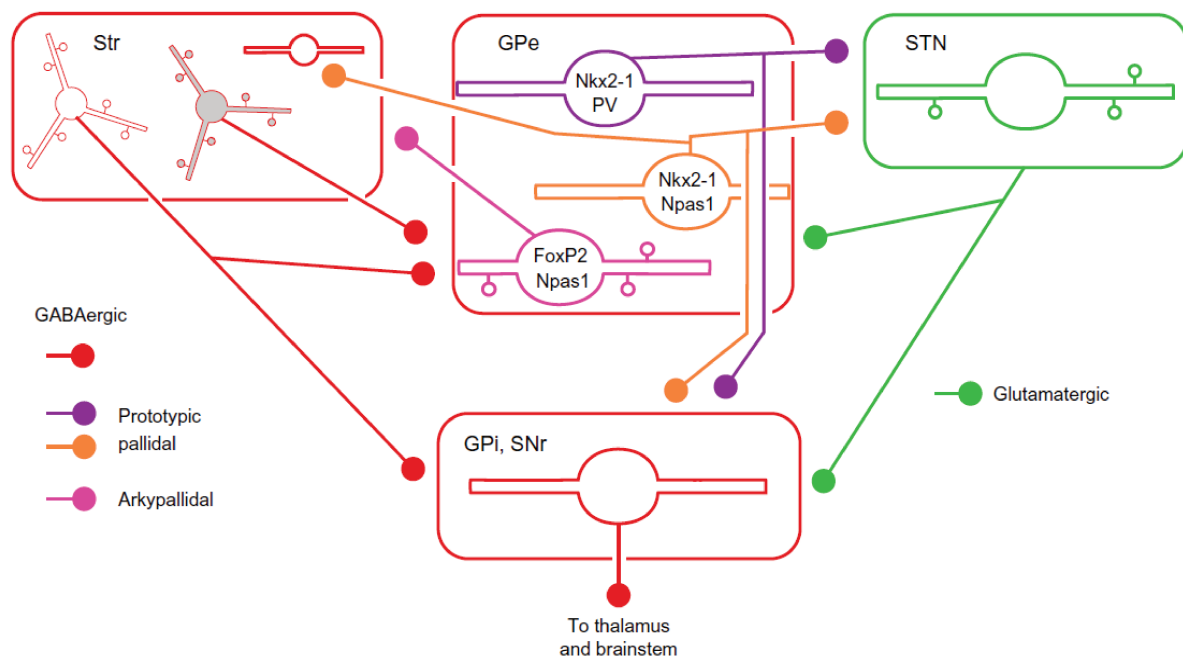 Str
GPe
STN
Nkx2-1
PV
Nkx2-1
Npas1
FoxP2
Npas1
GABAergic
Prototypic
pallidal
Arkypallidal
Glutamatergic
GPi, SNr
To thalamus
and brainstem